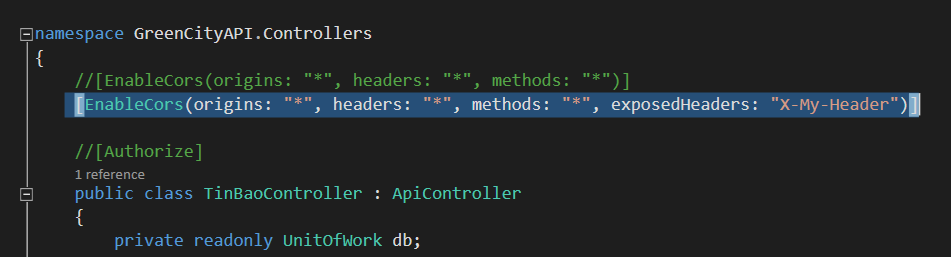 namespace GreenCityAPI.Controllers
{
//[EnableCors(origins: "*", headers: "*", methods: "*")]
[EnableCors(origins: "*", headers: "*", methods: "*", exposedHeaders: "X-My-Header")]
//[Authorize]
1 reference
public class TinBaoController : ApiController
{
private readonly UnitOfWork db;